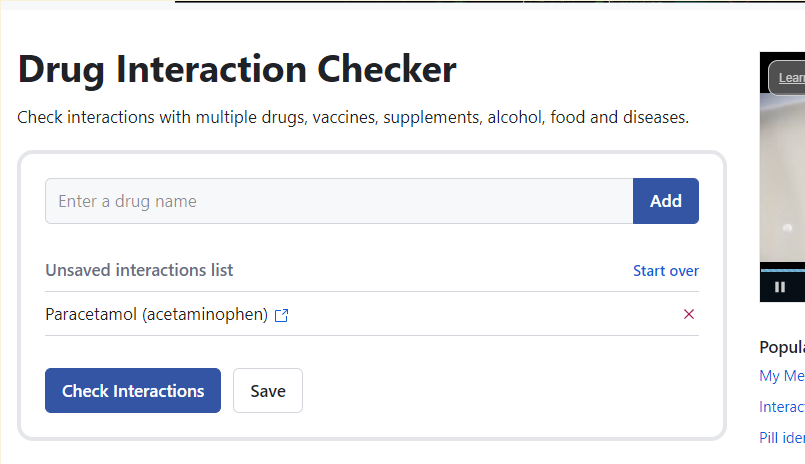 Drug Interaction Checker
Check interactions with multiple drugs, vaccines, supplements, alcohol, food and diseases.
Enter a drug name
Add
Unsaved interactions list
Start over
Paracetamol (acetaminophen)
Check Interactions
Save
Learn
Popula
My Me
Interac
Pill ide